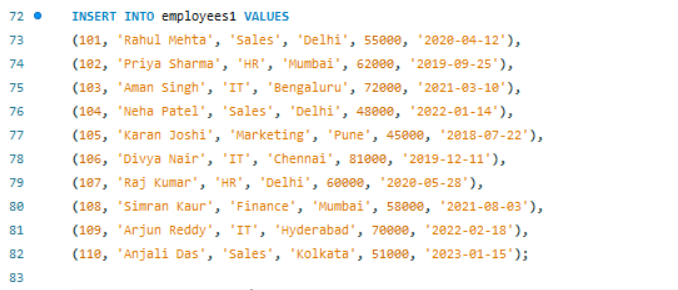 72 INSERT INTO employees1 VALUES
73 (101, 'Rahul Mehta', 'Sales', 'Delhi', 55000, '2020-04-12'),
74 (102, 'Priya Sharma', 'HR', 'Mumbai', 62000, '2019-09-25'),
75 (103, 'Aman Singh', 'IT', 'Bengaluru', 72000, '2021-03-10'),
76 (104, 'Neha Patel', 'Sales', 'Delhi', 48000, '2022-01-14'),
77 (105, 'Karan Joshi', 'Marketing', 'Pune', 45000, '2018-07-22'),
78 (106, 'Divya Nair', 'IT', 'Chennai', 81000, '2019-12-11'),
79 (107, 'Raj Kumar', 'HR', 'Delhi', 60000, '2020-05-28'),
80 (108, 'Simran Kaur', 'Finance', 'Mumbai', 58000, '2021-08-03'),
81 (109, 'Arjun Reddy', 'IT', 'Hyderabad', 70000, '2022-02-18'),
82 (110, 'Anjali Das', 'Sales', 'Kolkata', 51000, '2023-01-15');
83